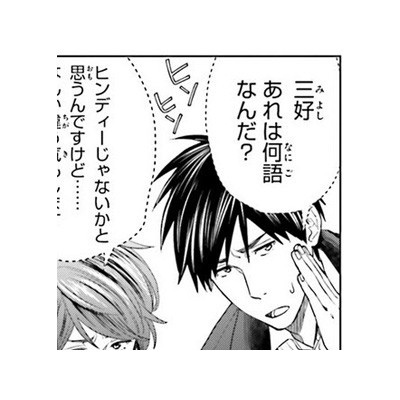 三好
あれは何語
なんだ？
ヒソ
ヒソ
ヒンディーじゃないかと
思うんですけど……